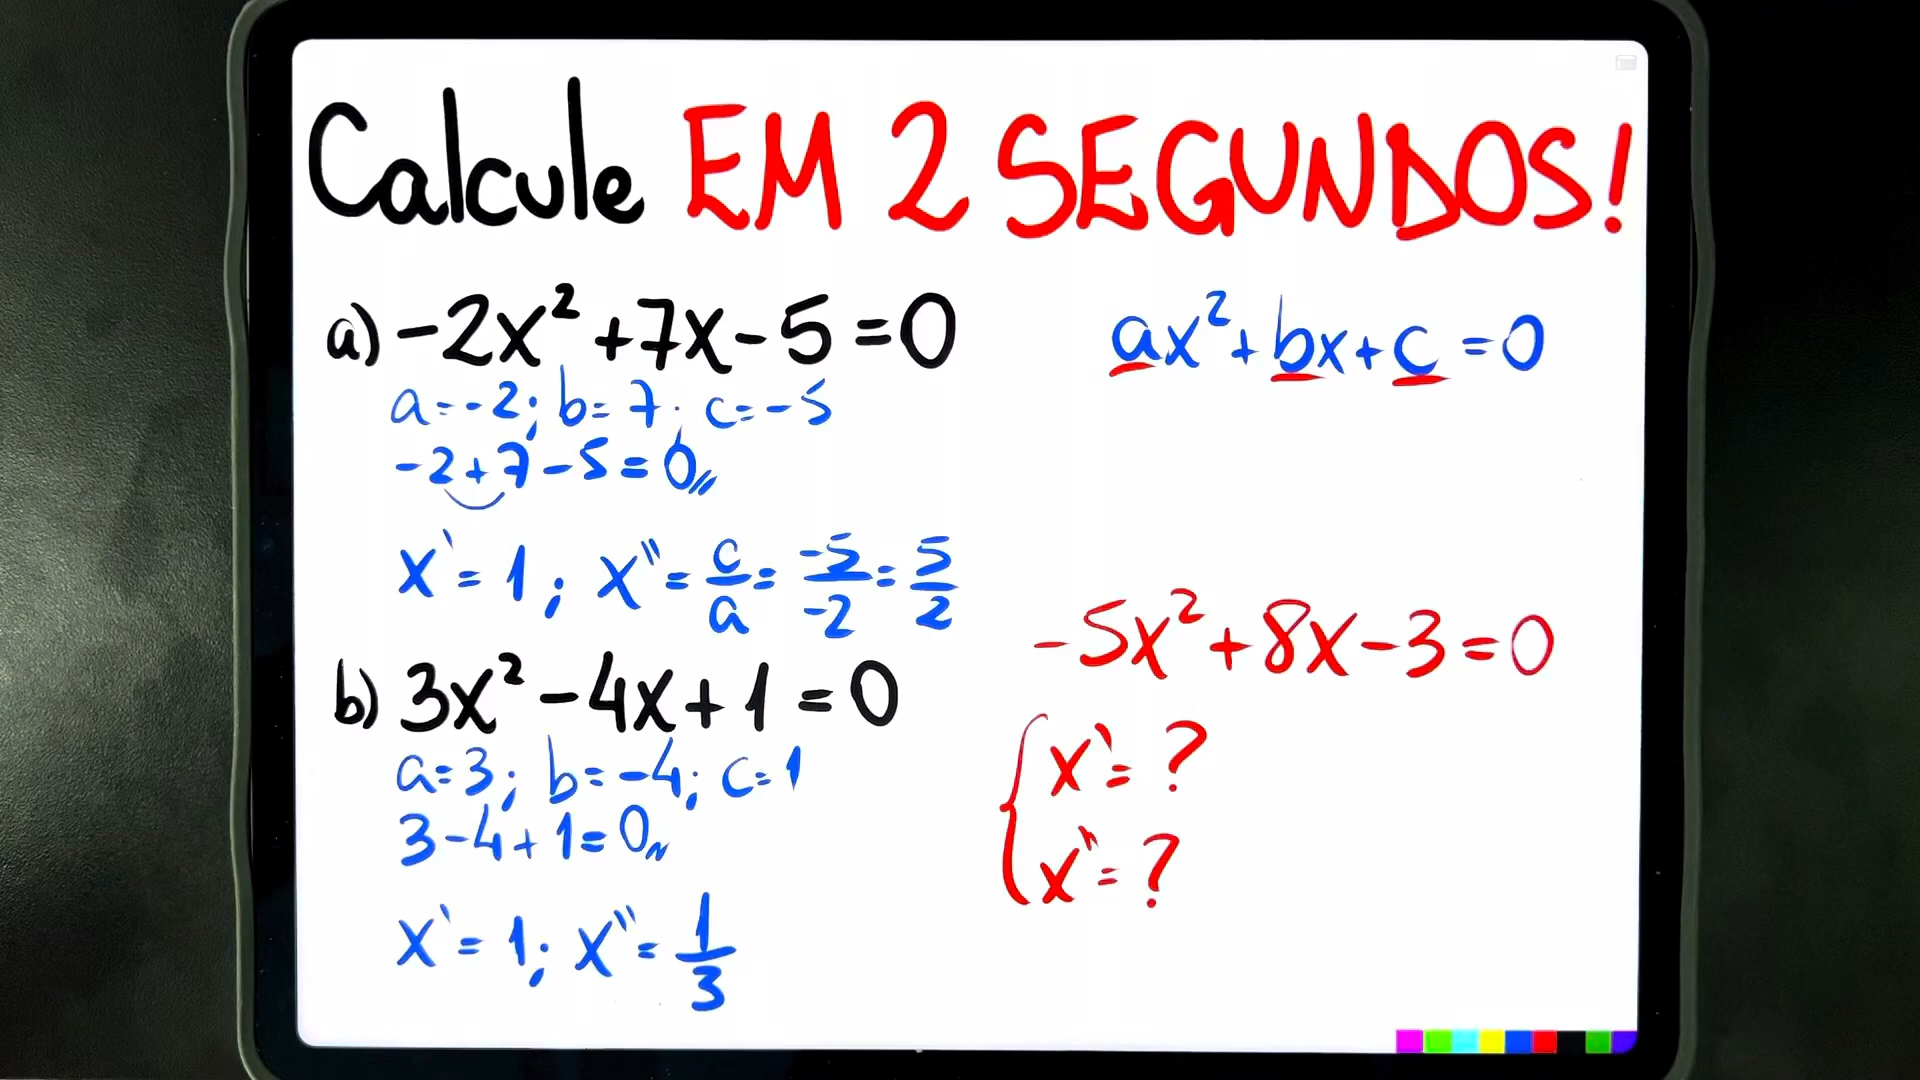 Calcule EM 2 SEGUNDOS!
a) -2x² +7x-5=0
a=-2; b=7; c=-5
-2+7-5=0
x'=1; x''=c/a=-5/-2=5/2
b) 3x²-4x+1=0
a=3; b=-4; c=1
3-4+1=0
x'=1; x''=1/3
ax²+bx+c=0
-5x²+8x-3=0
x'=?
x''=?